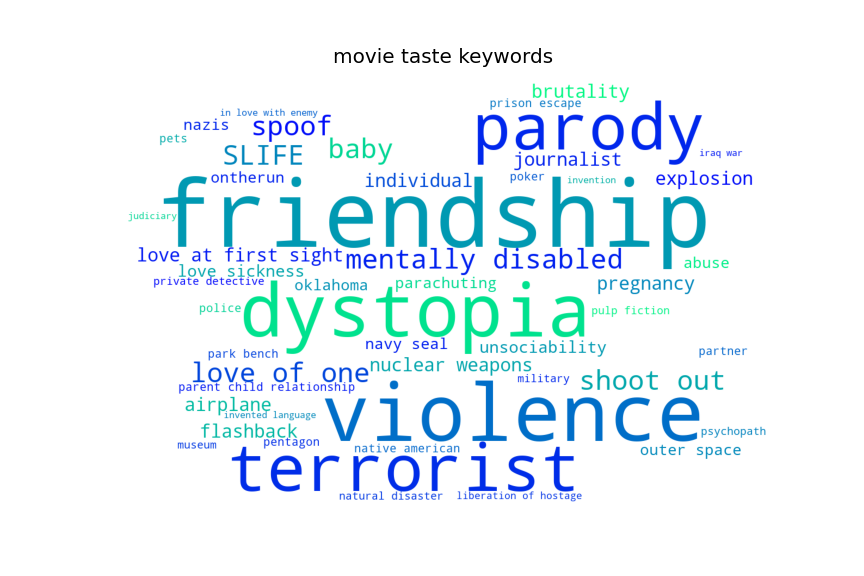 movie taste keywords
brutality
prison escape
in love with enemy
parody
nazis
spoof
pets
SLIFE
baby
journalist
iraq war
ontherun
individual
poker
invention
explosion
friendship
judiciary
love at first sight
mentally disabled
abuse
love sickness
private detective
oklahoma
parachuting
pregnancy
police
dystopia
pulp fiction
navy seal
unsociability
partner
park bench
love of one
nuclear weapons
parent child relationship
military
shoot out
airplane
invented language
violence
flashback
psychopath
museum
pentagon
native american
outer space
terrorist
natural disaster
liberation of hostage